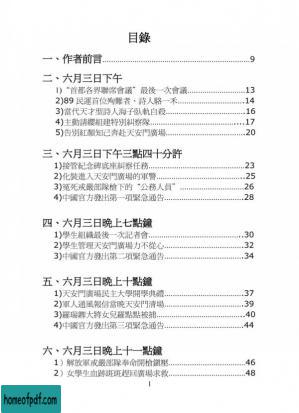 目錄
一、作者前言......................................................9
二、六月三日下午
1)“首都各界聯席會議”最後一次會議...................13
2)89 民運首位殉難者、詩人駱一禾......................14
3)當代天才型詩人海子臥軌自殺..........................16
4)主動請纓組建特別糾察隊................................17
5)告別紅顏知己奔赴天安門廣場..........................20
三、六月三日下午三點四十分許
1)接管紀念碑底座糾察任務................................23
2)化裝進入天安門廣場的軍警.............................25
3)冤死戒嚴部隊槍下的“公務人員”......................26
4)中國官方發佈第一項緊急通告..........................28
四、六月三日晚上七點鐘
1)學生組織最後一次記者會................................30
2)學生管理天安門廣場力不從心..........................32
3)中國官方發佈第二項緊急通告..........................34
五、六月三日晚上十點鐘
1)天安門廣場民主大學開學典禮..........................37
2)軍人通風報信當晚天安門清場..........................39
3)羅瑞卿大將女兒羅點點被捕.............................40
4)中國官方發佈第三項緊急通告..........................44
六、六月三日晚上十一點鐘
1）解放軍戒嚴部隊奉命開槍鎮壓........................46
2）女學生血跡斑斑趕回廣場求救........................48
1
homeofpdf.com